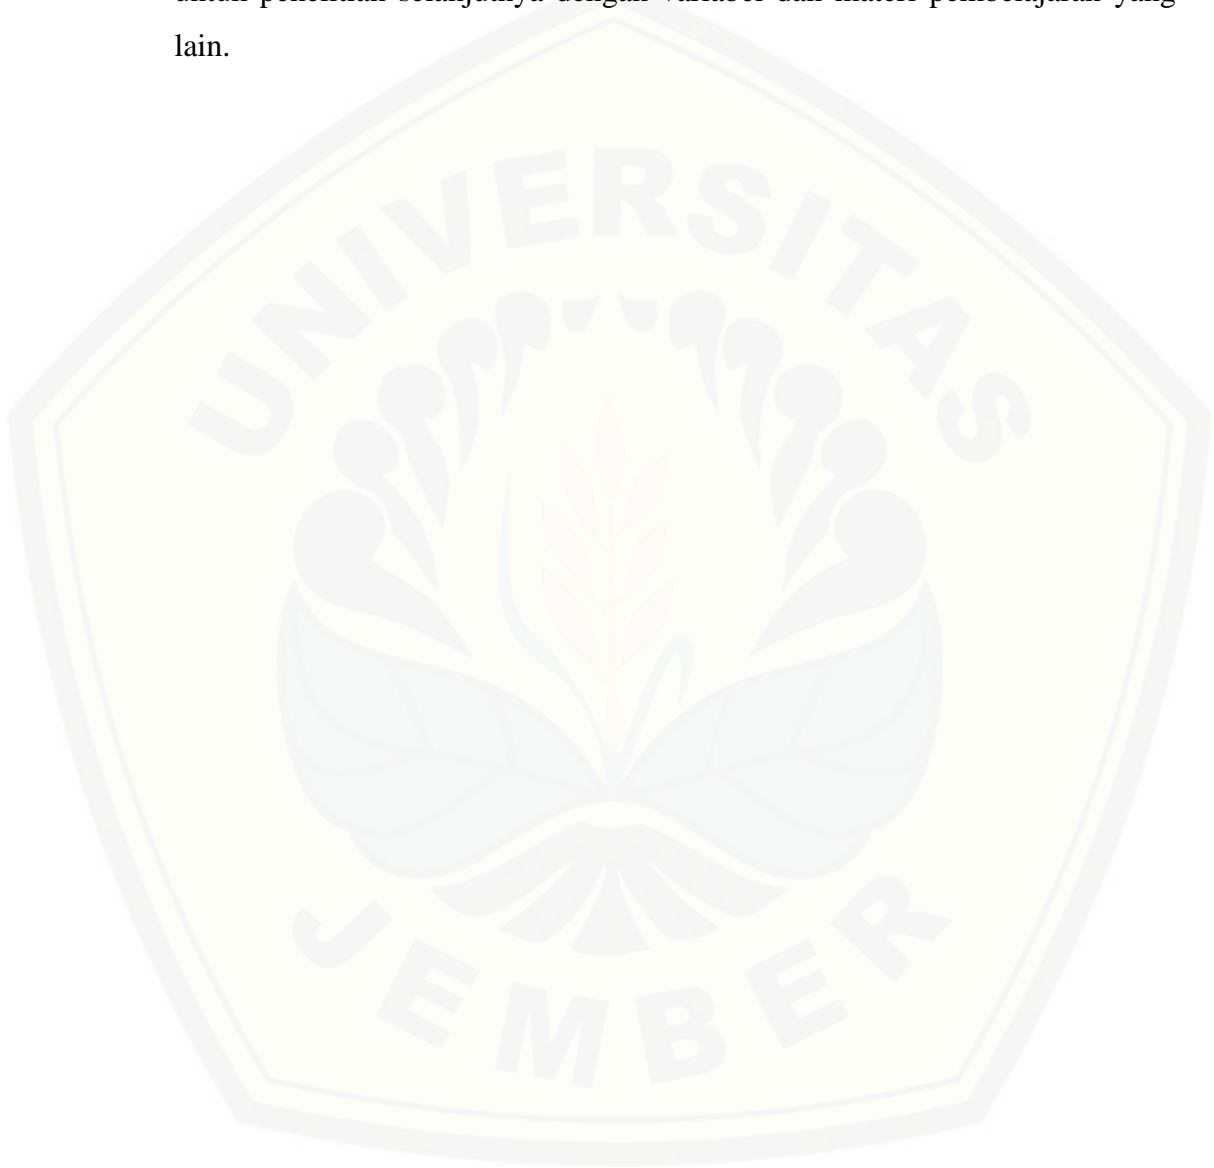 untuk penelitian selanjutnya dengan variabel dan materi pembelajaran yang
lain.
UNIVERSITAS
JEMBER